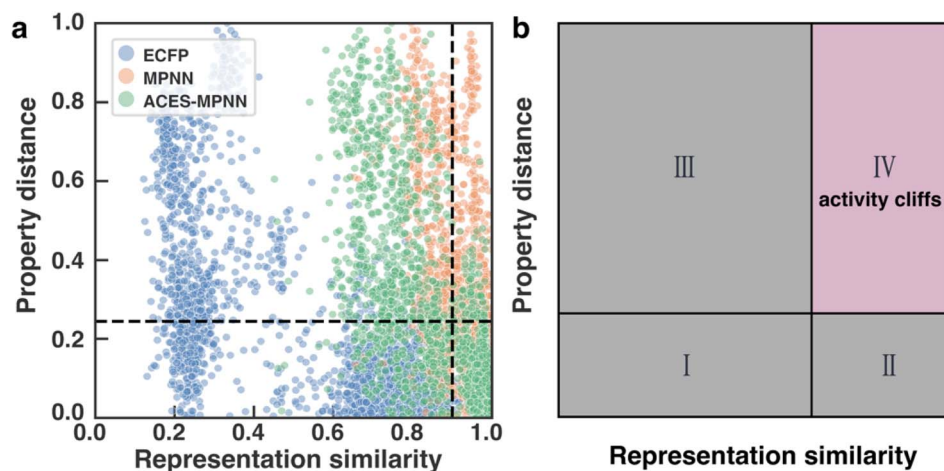 a
Property distance
1.0
0.8
0.6
0.4
0.2
0.0
ECFP
MPNN
ACES-MPNN
0.0 0.2 0.4 0.6 0.8 1.0
Representation similarity
b
Property distance
III
IV
activity cliffs
I
II
Representation similarity